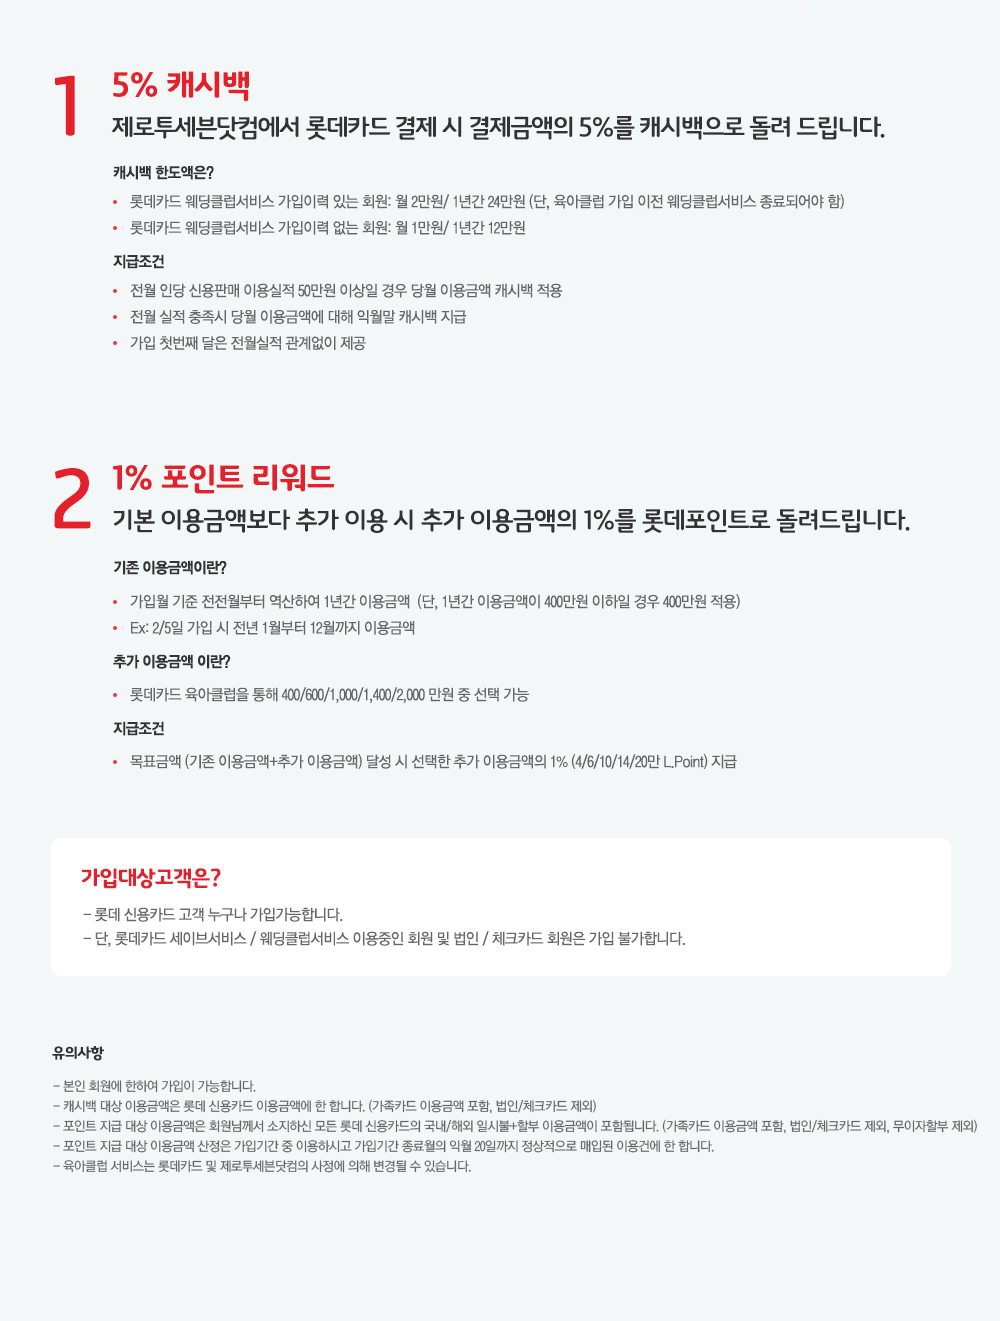 1
5% 캐시백
제로투세븐닷컴에서 롯데카드 결제 시 결제금액의 5%를 캐시백으로 돌려 드립니다.
캐시백 한도액은?
• 롯데카드 웨딩클럽서비스 가입이력 있는 회원: 월 2만원/ 1년간 24만원 (단, 육아클럽 가입 이전 웨딩클럽서비스 종료되어야 함)
• 롯데카드 웨딩클럽서비스 가입이력 없는 회원: 월 1만원/ 1년간 12만원
지급조건
• 전월 인당 신용판매 이용실적 50만원 이상일 경우 당월 이용금액 캐시백 적용
• 전월 실적 충족시 당월 이용금액에 대해 익월말 캐시백 지급
• 가입 첫번째 달은 전월실적 관계없이 제공
2
1% 포인트 리워드
기본 이용금액보다 추가 이용 시 추가 이용금액의 1%를 롯데포인트로 돌려드립니다.
기존 이용금액이란?
• 가입월 기준 전전월부터 역산하여 1년간 이용금액 (단, 1년간 이용금액이 400만원 이하일 경우 400만원 적용)
• Ex: 2/5일 가입 시 전년 1월부터 12월까지 이용금액
추가 이용금액 이란?
• 롯데카드 육아클럽을 통해 400/600/1,000/1,400/2,000 만원 중 선택 가능
지급조건
• 목표금액 (기존 이용금액+추가 이용금액) 달성 시 선택한 추가 이용금액의 1% (4/6/10/14/20만 L.Point) 지급
가입대상고객은?
- 롯데 신용카드 고객 누구나 가입가능합니다.
- 단, 롯데카드 세이브서비스 / 웨딩클럽서비스 이용중인 회원 및 법인 / 체크카드 회원은 가입 불가합니다.
유의사항
- 본인 회원에 한하여 가입이 가능합니다.
- 캐시백 대상 이용금액은 롯데 신용카드 이용금액에 한 합니다. (가족카드 이용금액 포함, 법인/체크카드 제외)
- 포인트 지급 대상 이용금액은 회원님께서 소지하신 모든 롯데 신용카드의 국내/해외 일시불+할부 이용금액이 포함됩니다. (가족카드 이용금액 포함, 법인/체크카드 제외, 무이자할부 제외)
- 포인트 지급 대상 이용금액 산정은 가입기간 중 이용하시고 가입기간 종료월의 익월 20일까지 정상적으로 매입된 이용건에 한 합니다.
- 육아클럽 서비스는 롯데카드 및 제로투세븐닷컴의 사정에 의해 변경될 수 있습니다.